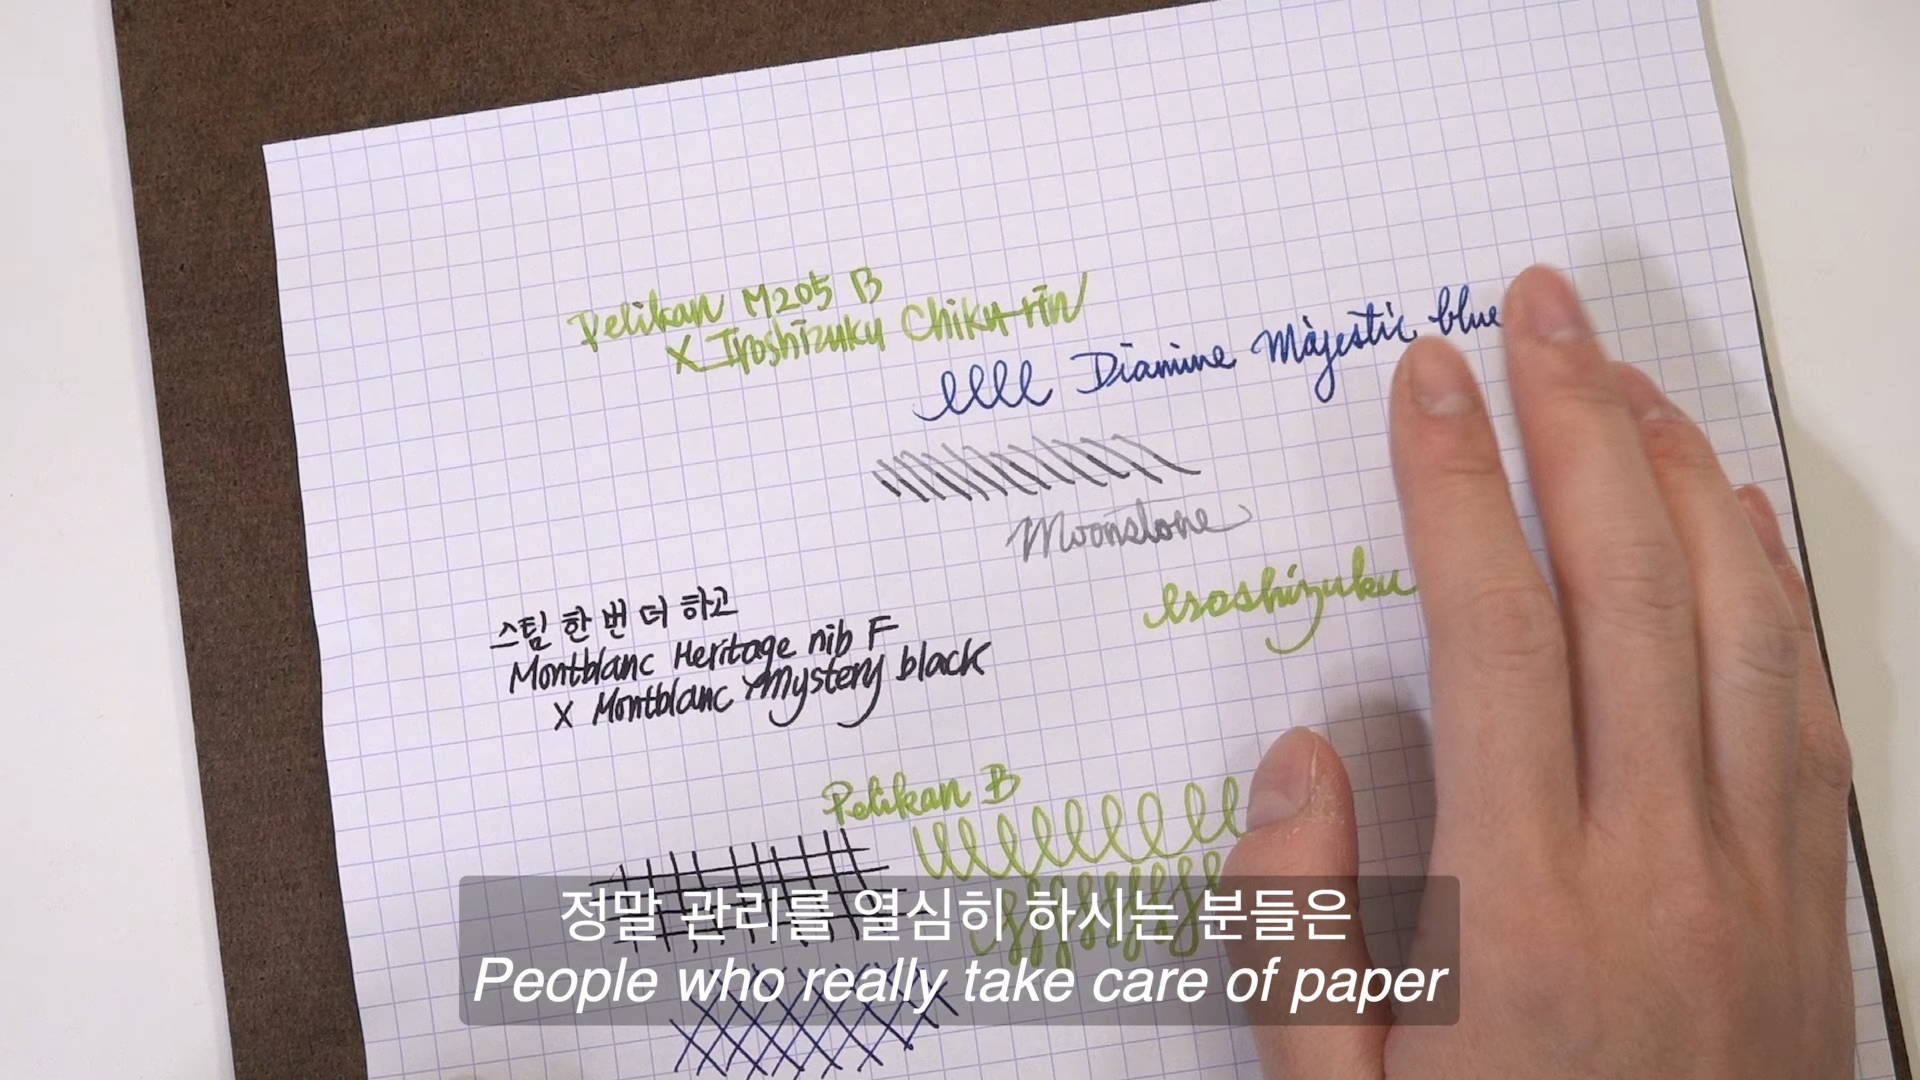 Pelikan M205 B
X Iroshizuku Chiku-rin
Diamine Majestic blue
Moonstone
Iroshizuku
스팀 한 번 더 하고
Montblanc Heritage nib F
X Montblanc Mystery black
Pelikan B
정말 관리를 열심히 하시는 분들은
People who really take care of paper